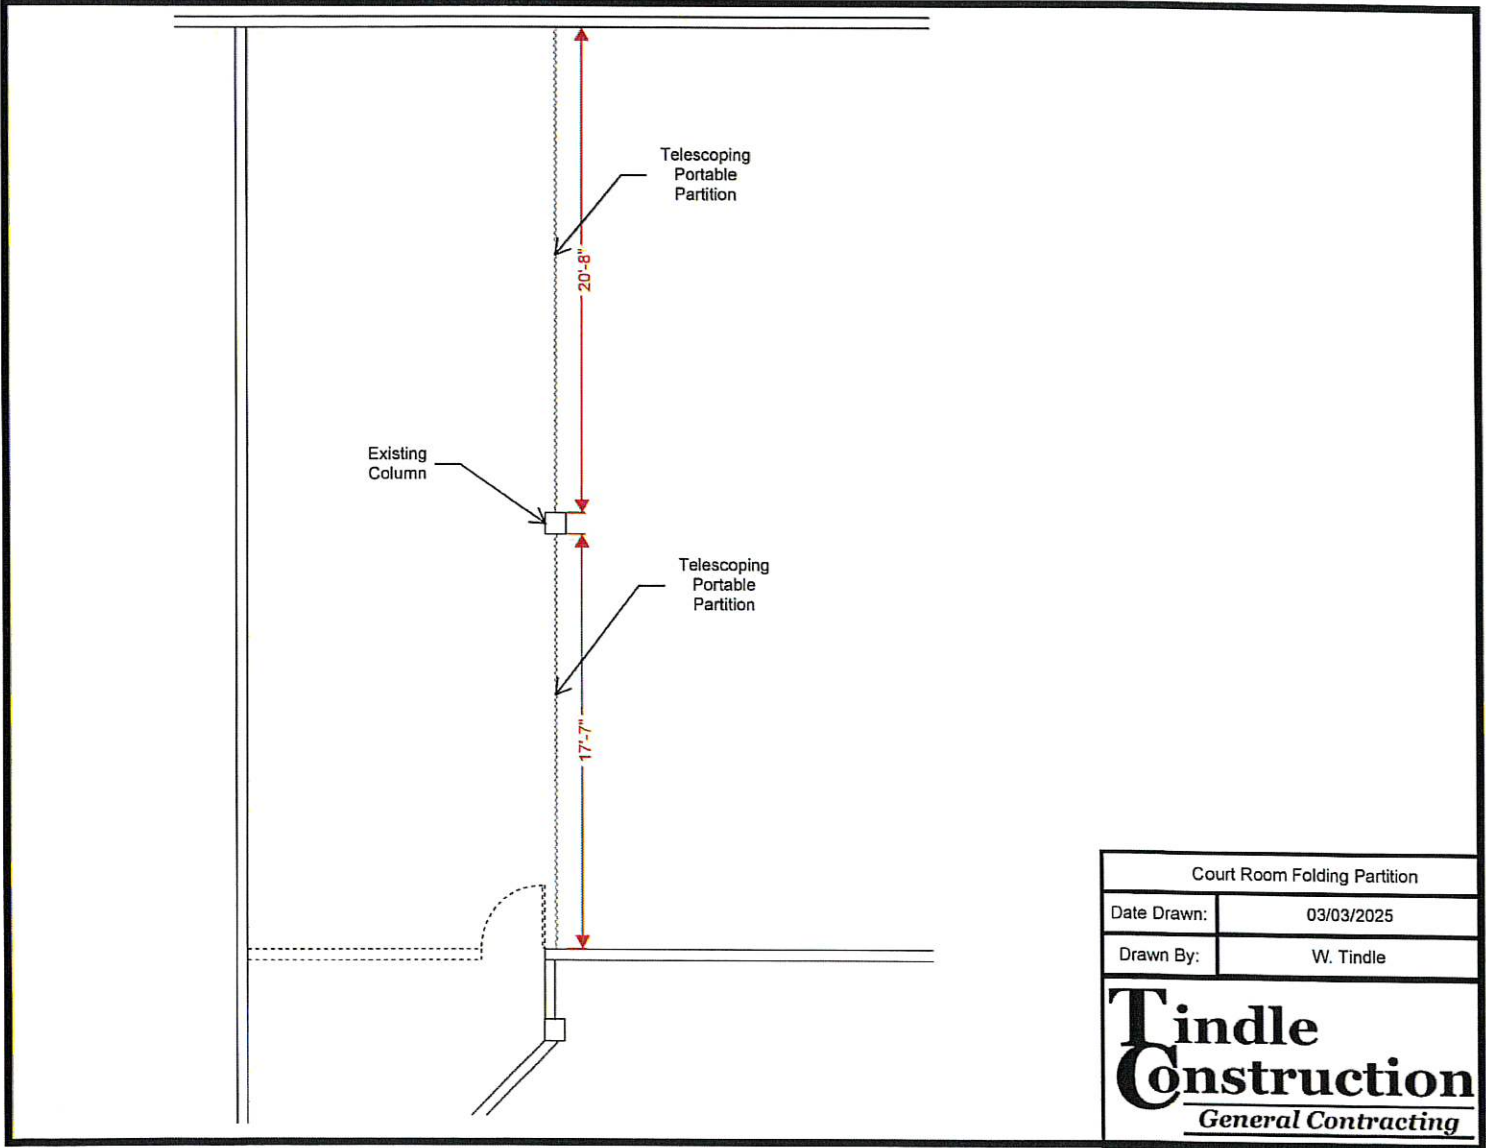 Telescoping
Portable
Partition
20'-8"
Existing
Column
Telescoping
Portable
Partition
17'-7"
Court Room Folding Partition
Date Drawn: 03/03/2025
Drawn By: W. Tindle
Tindle
Construction
General Contracting